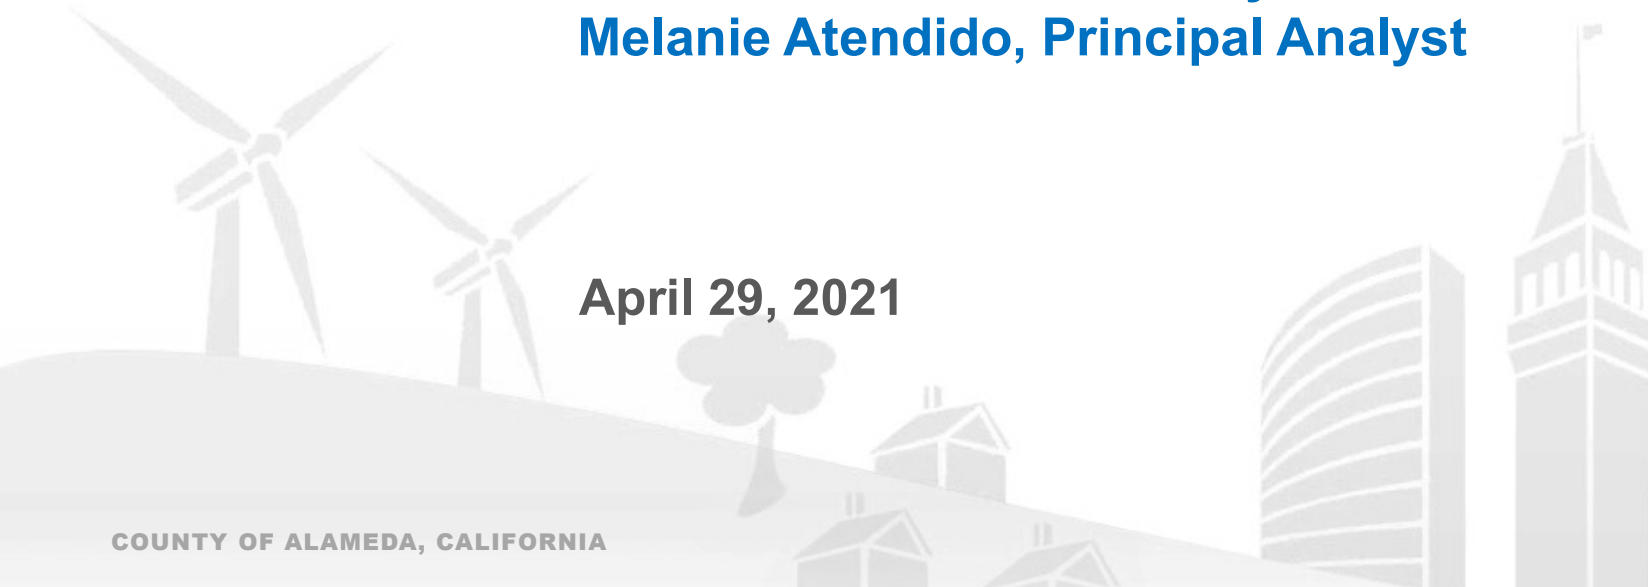 Melanie Atendido, Principal Analyst
April 29, 2021
COUNTY OF ALAMEDA, CALIFORNIA